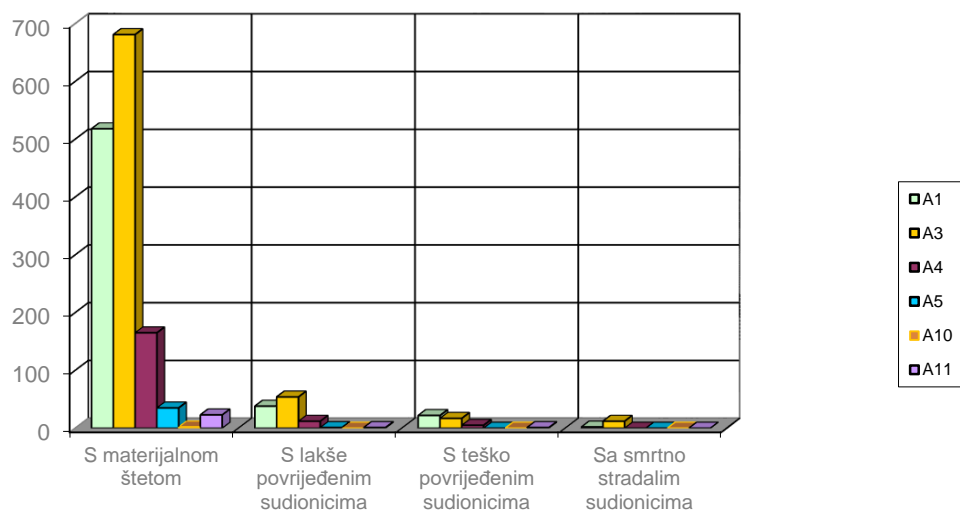 700
600
500
400
300
200
100
0
S materijalnom
štetom
S lakše
povrijeđenim
sudionicima
S teško
povrijeđenim
sudionicima
Sa smrtno
stradalim
sudionicima
A1
A3
A4
A5
A10
A11